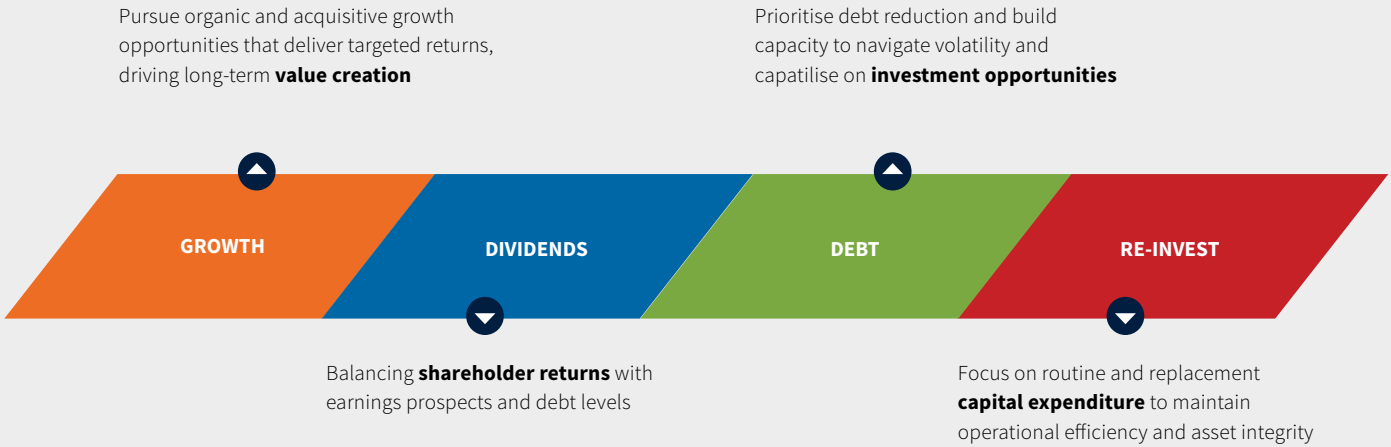 Pursue organic and acquisitive growth
opportunities that deliver targeted returns,
driving long-term value creation
Prioritise debt reduction and build
capacity to navigate volatility and
capatilise on investment opportunities
GROWTH
DIVIDENDS
DEBT
RE-INVEST
Balancing shareholder returns with
earnings prospects and debt levels
Focus on routine and replacement
capital expenditure to maintain
operational efficiency and asset integrity